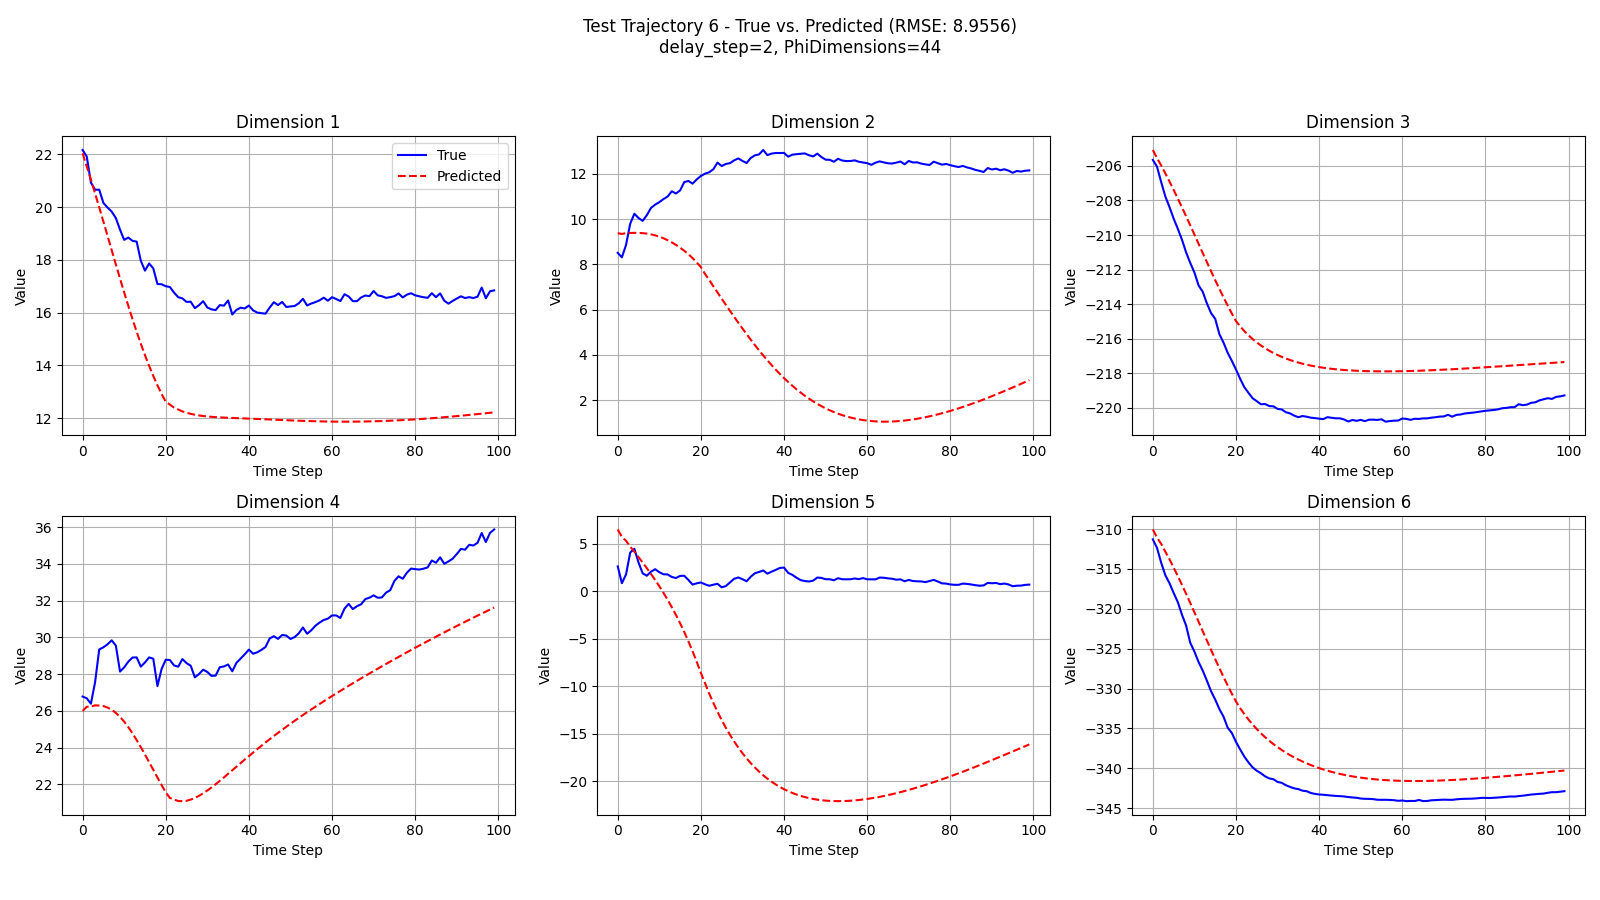 Test Trajectory 6 - True vs. Predicted (RMSE: 8.9556)
delay_step=2, PhiDimensions=44
Dimension 1
Value
22
20
18
16
14
12
True
Predicted
0 20 40 60 80 100
Time Step
Dimension 2
Value
12
10
8
6
4
2
0 20 40 60 80 100
Time Step
Dimension 3
Value
−206
−208
−210
−212
−214
−216
−218
−220
0 20 40 60 80 100
Time Step
Dimension 4
Value
36
34
32
30
28
26
24
22
0 20 40 60 80 100
Time Step
Dimension 5
Value
5
0
−5
−10
−15
−20
0 20 40 60 80 100
Time Step
Dimension 6
Value
−310
−315
−320
−325
−330
−335
−340
−345
0 20 40 60 80 100
Time Step